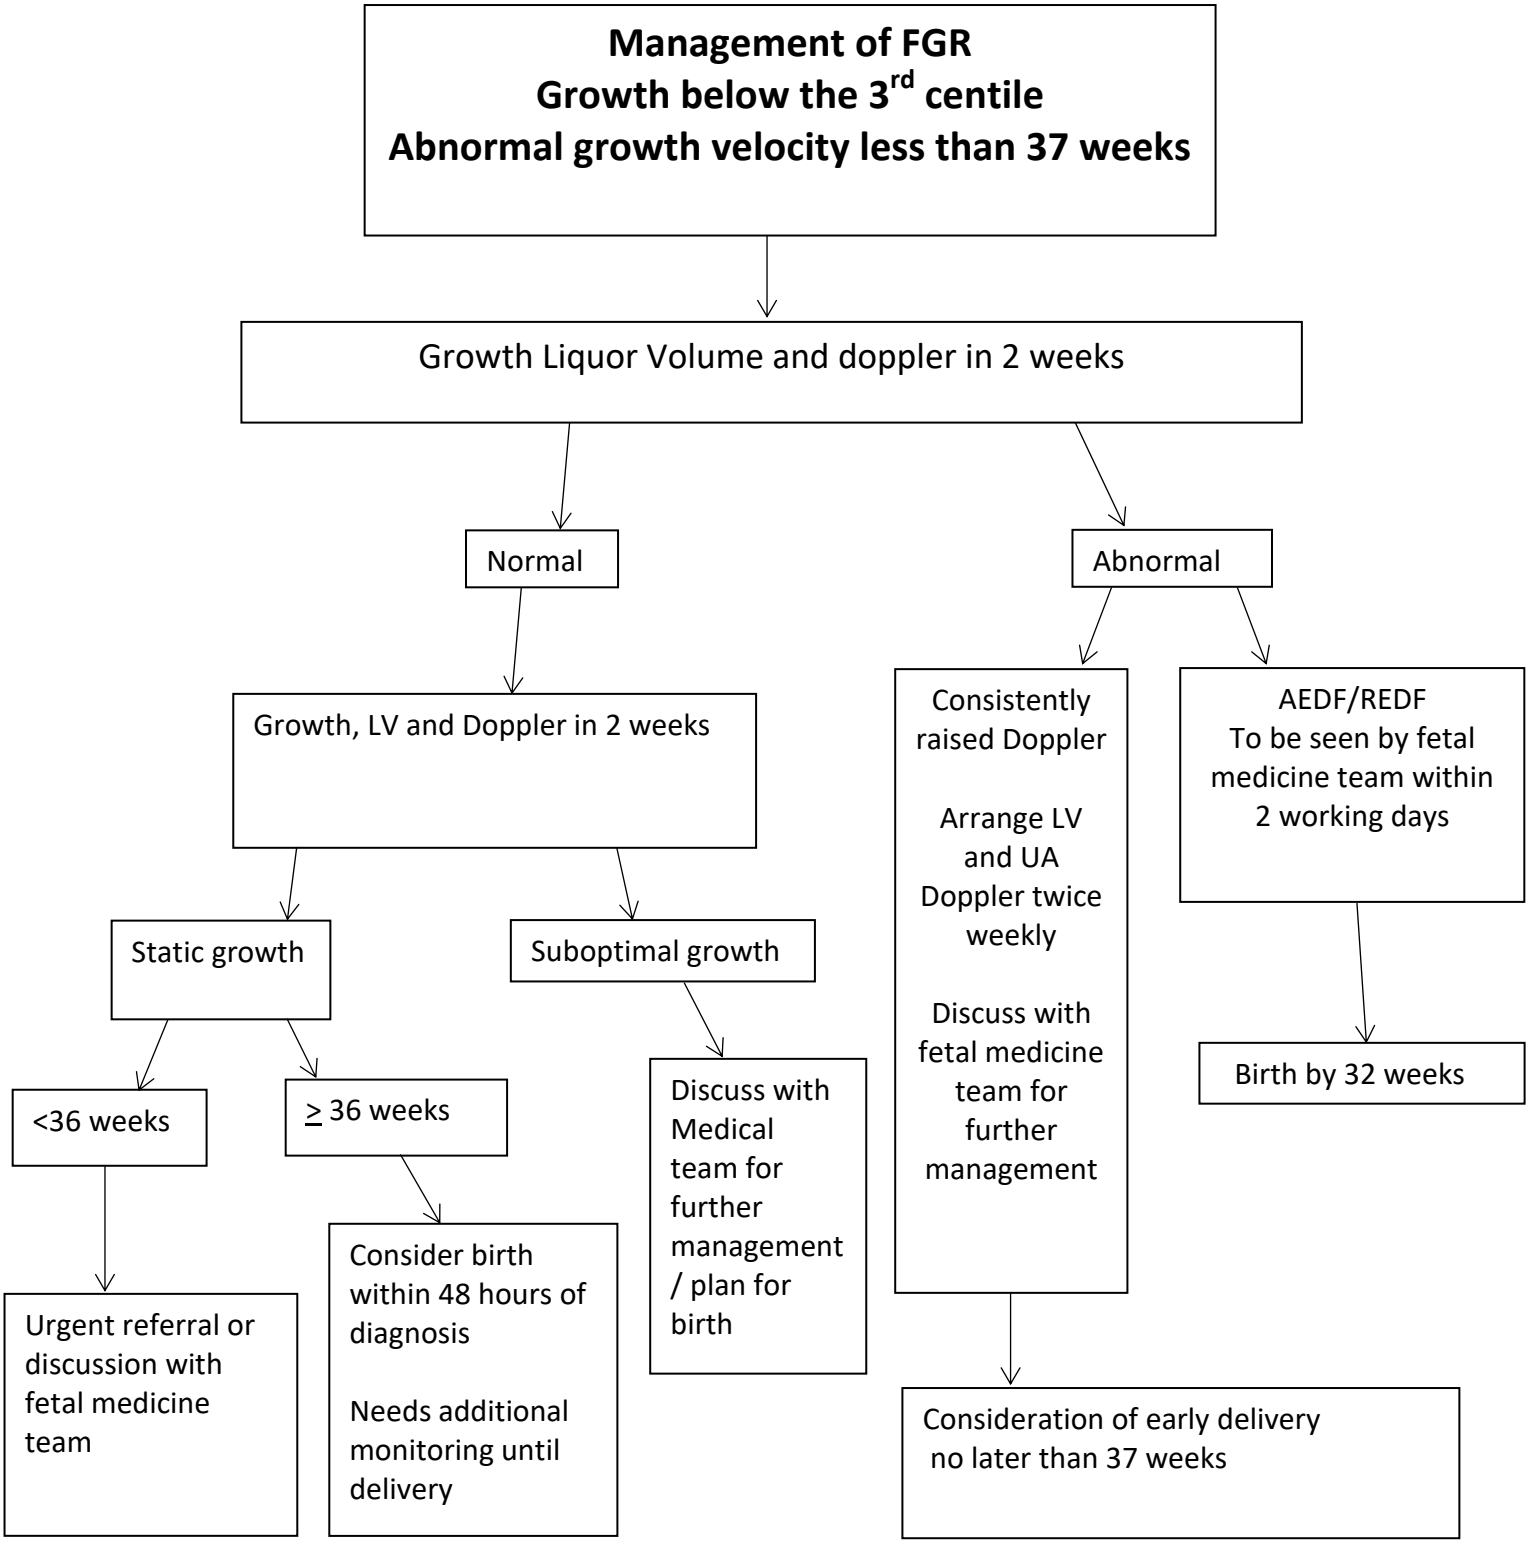 Management of FGR
Growth below the 3rd centile
Abnormal growth velocity less than 37 weeks
Growth Liquor Volume and doppler in 2 weeks
Normal
Abnormal
Growth, LV and Doppler in 2 weeks
Consistently
raised Doppler
Arrange LV
and UA
Doppler twice
weekly
Discuss with
fetal medicine
team for
further
management
AEDF/REDF
To be seen by fetal
medicine team within
2 working days
Static growth
Suboptimal growth
<36 weeks
≥ 36 weeks
Discuss with
Medical
team for
further
management
/ plan for
birth
Birth by 32 weeks
Urgent referral or
discussion with
fetal medicine
team
Consider birth
within 48 hours of
diagnosis
Needs additional
monitoring until
delivery
Consideration of early delivery
no later than 37 weeks